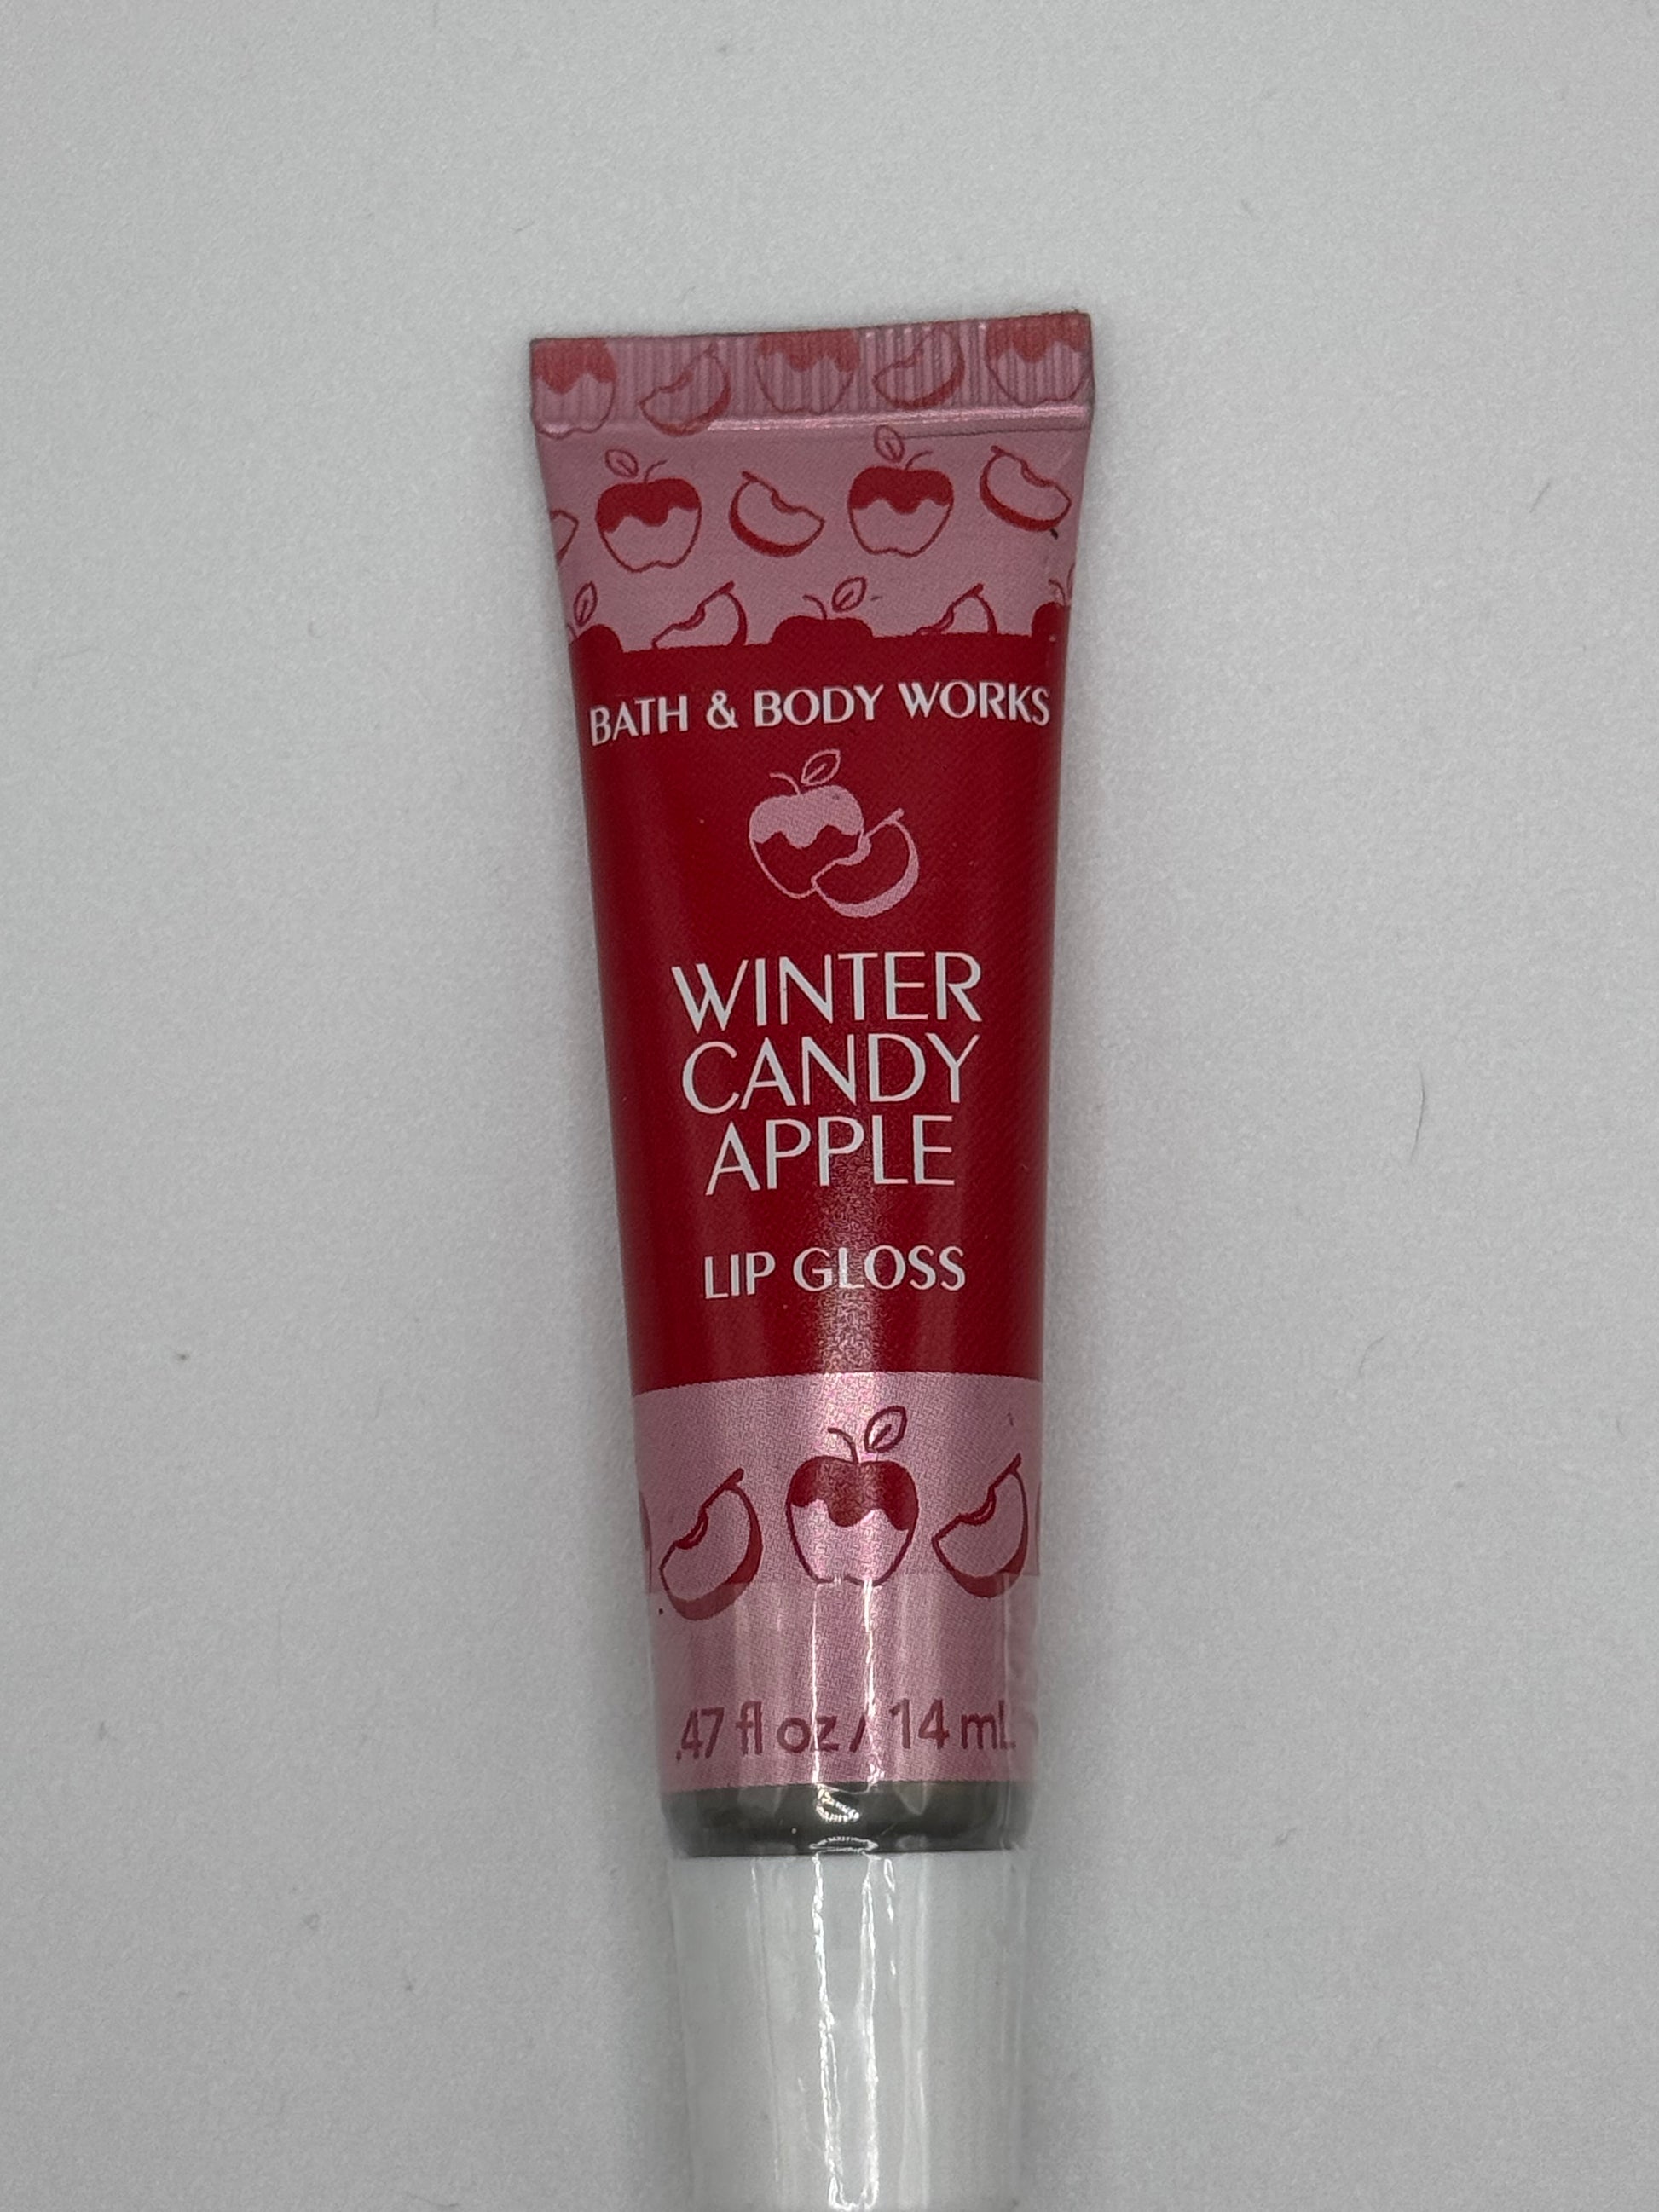 BATH & BODY WORKS
WINTER
CANDY
APPLE
LIP GLOSS
.47 fl oz / 14 mL